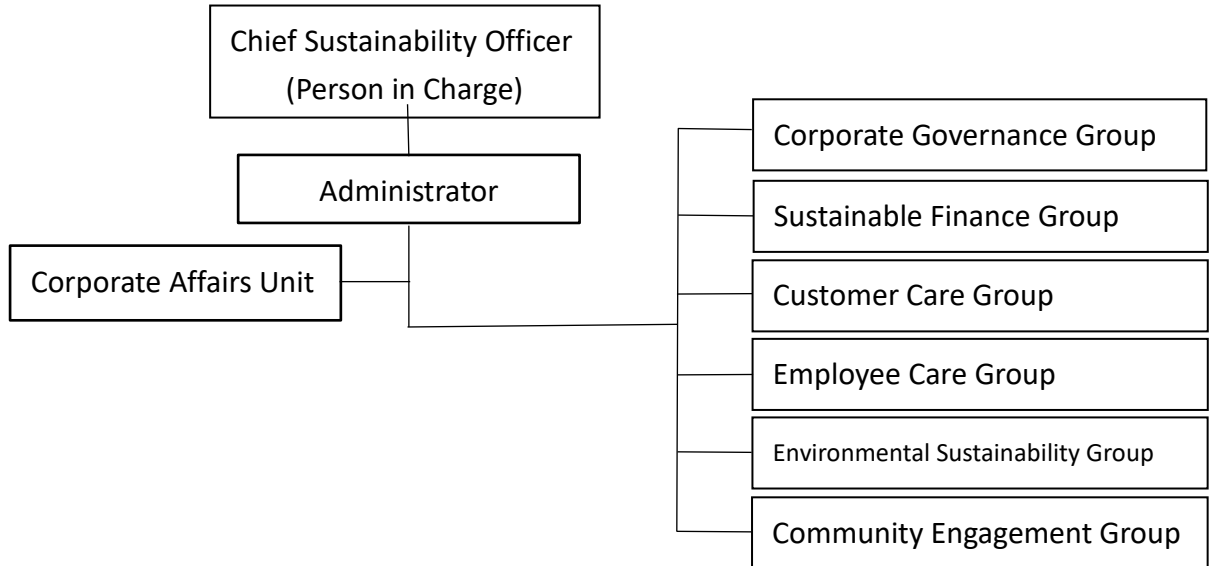 Chief Sustainability Officer
(Person in Charge)
Administrator
Corporate Affairs Unit
Corporate Governance Group
Sustainable Finance Group
Customer Care Group
Employee Care Group
Environmental Sustainability Group
Community Engagement Group